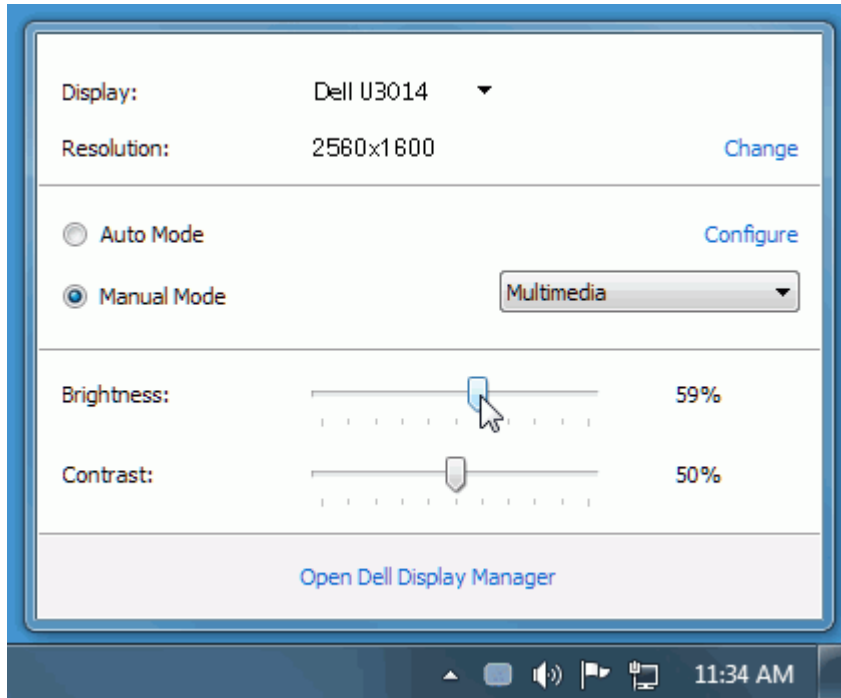 Display: Dell U3014
Resolution: 2560x1600 Change
Auto Mode Configure
Manual Mode Multimedia
Brightness: 59%
Contrast: 50%
Open Dell Display Manager
11:34 AM